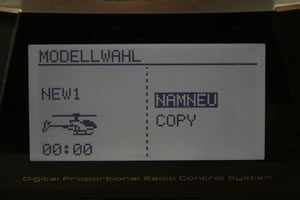 MODELLWAHL
NEW1
NAMNEU
COPY
00:00
Digital Proportional Radio Control System